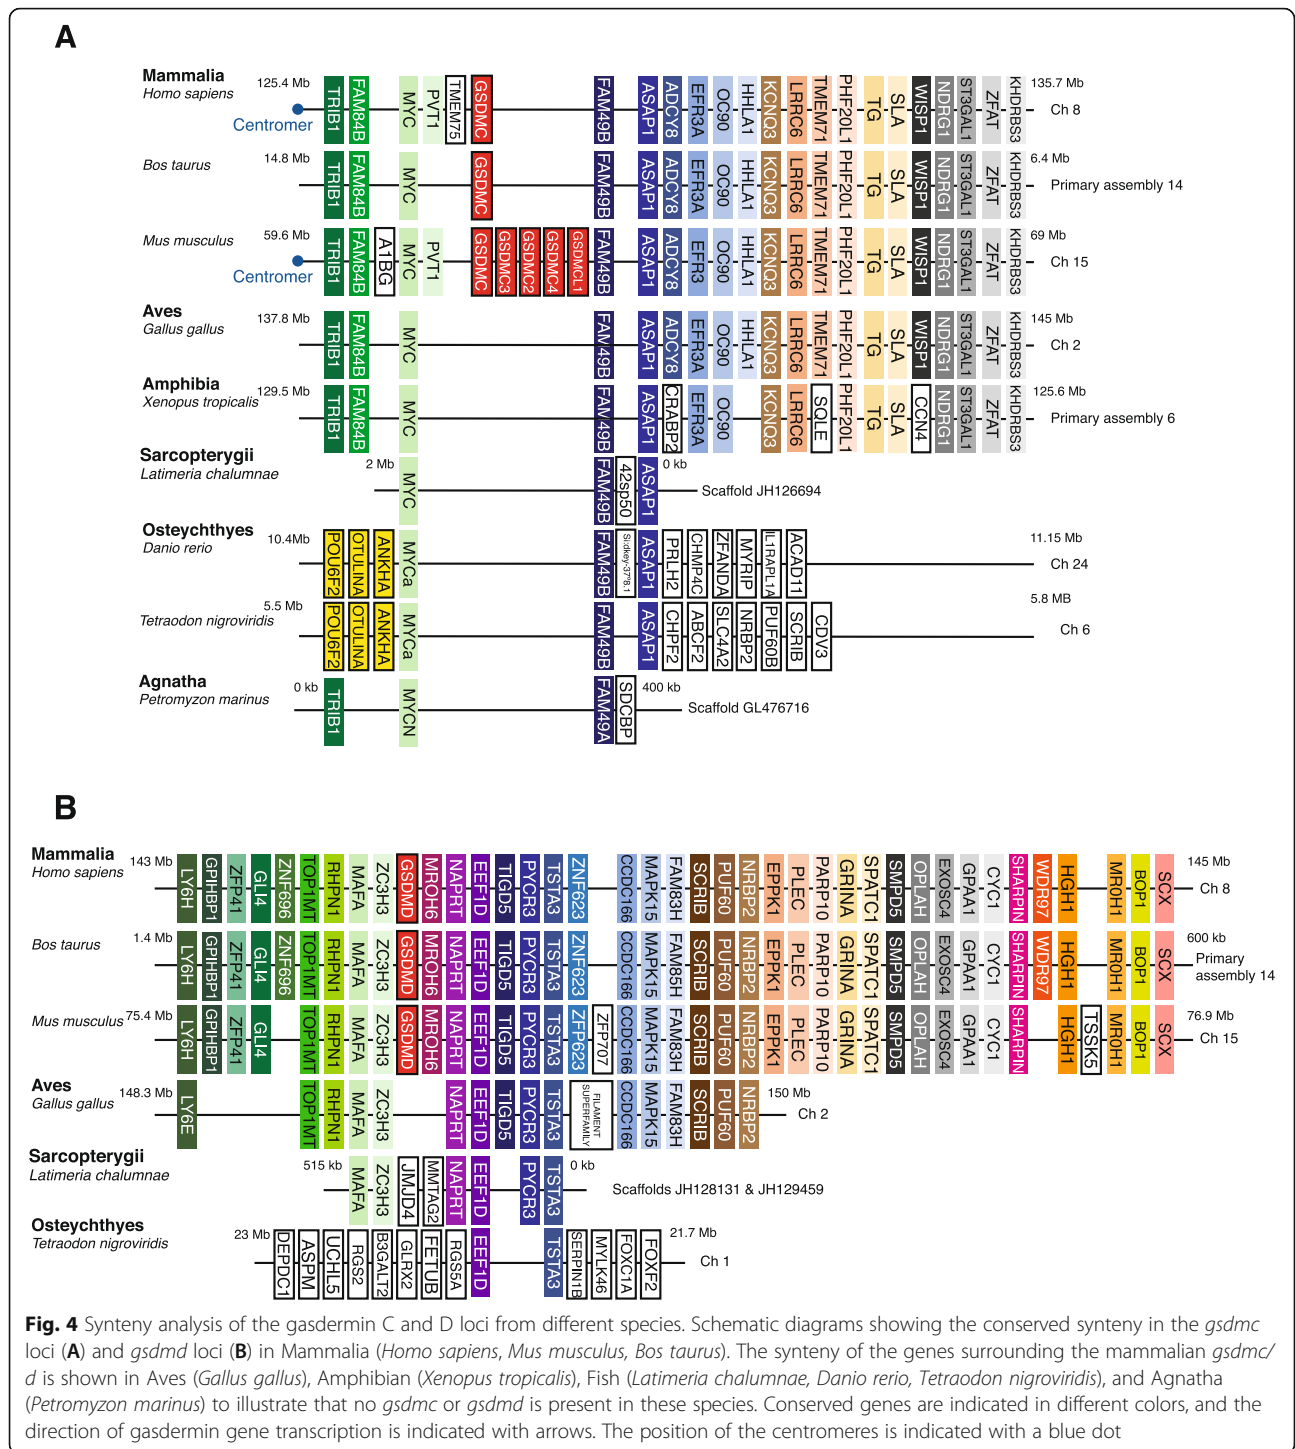 A
Mammalia
Homo sapiens
125.4 Mb
Centromer
TRIB1 FAM84B MYC PVT1 TMEM75 GSDMC FAM49B ASAP1 ADCY8 EFR3A OC90 HHLA1 KCNQ3 LRRC6 TMEM71 PHF20L1 TG SLA WISP1 NDRG1 ST3GAL1 ZFAT KHDRBS3
135.7 Mb
Ch 8
Bos taurus
14.8 Mb
TRIB1 FAM84B MYC GSDMC FAM49B ASAP1 ADCY8 EFR3A OC90 HHLA1 KCNQ3 LRRC6 TMEM71 PHF20L1 TG SLA WISP1 NDRG1 ST3GAL1 ZFAT KHDRBS3
6.4 Mb
Primary assembly 14
Mus musculus
59.6 Mb
Centromer
TRIB1 FAM84B A1BG MYC PVT1 GSDMC GSDMC3 GSDMC2 GSDMC4 GSDMCL1 FAM49B ASAP1 ADCY8 EFR3 OC90 HHLA1 KCNQ3 LRRC6 TMEM71 PHF20L1 TG SLA WISP1 NDRG1 ST3GAL1 ZFAT KHDRBS3
69 Mb
Ch 15
Aves
Gallus gallus
137.8 Mb
TRIB1 FAM84B MYC FAM49B ASAP1 ADCY8 EFR3A OC90 HHLA1 KCNQ3 LRRC6 TMEM71 PHF20L1 TG SLA WISP1 NDRG1 ST3GAL1 ZFAT KHDRBS3
145 Mb
Ch 2
Amphibia
Xenopus tropicalis
129.5 Mb
TRIB1 FAM84B MYC FAM49B ASAP1 CRABP2 EFR3A OC90 KCNQ3 LRRC6 SQLE PHF20L1 TG SLA CCN4 NDRG1 ST3GAL1 ZFAT KHDRBS3
125.6 Mb
Primary assembly 6
Sarcopterygii
Latimeria chalumnae
2 Mb
MYC FAM49B 42sp50 ASAP1
0 kb
Scaffold JH126694
Osteychthyes
Danio rerio
10.4Mb
POU6F2 OTULINA ANKHA MYCa FAM49B Si:dkey-37º8.1 ASAP1 PRLH2 CHMP4C ZFANDA MYRIP IL1RAPL1A ACAD11
11.15 Mb
Ch 24
Tetraodon nigroviridis
5.5 Mb
POU6F2 OTULINA ANKHA MYCa FAM49B ASAP1 CHPF2 ABCF2 SLC4A2 NRBP2 PUF60B SCRIB CDV3
5.8 MB
Ch 6
Agnatha
Petromyzon marinus
0 kb
TRIB1 MYCN FAM49A SDCBP
400 kb
Scaffold GL476716
B
Mammalia
Homo sapiens
143 Mb
LY6H GPIHBP1 ZFP41 GLI4 ZNF696 TOP1MT RHPN1 MAFA ZC3H3 GSDMD MROH6 NAPRT EEF1D TIGD5 PYCR3 TSTA3 ZNF623 CCDC166 MAPK15 FAM83H SCRIB PUF60 NRBP2 EPPK1 PLEC PARP10 GRINA SPATC1 SMPD5 OPLAH EXOSC4 GPAA1 CYC1 SHARPIN WDR97 HGH1 MR0H1 BOP1 SCX
145 Mb
Ch 8
Bos taurus
1.4 Mb
LY6H GPIHBP1 ZFP41 GLI4 ZNF696 TOP1MT RHPN1 MAFA ZC3H3 GSDMD MROH6 NAPRT EEF1D TIGD5 PYCR3 TSTA3 ZNF623 CCDC166 MAPK15 FAM85H SCRIB PUF60 NRBP2 EPPK1 PLEC PARP10 GRINA SPATC1 SMPD5 OPLAH EXOSC4 GPAA1 CYC1 SHARPIN WDR97 HGH1 MR0H1 BOP1 SCX
600 kb
Primary
assembly 14
Mus musculus
75.4 Mb
LY6H GPIHBP1 ZFP41 GLI4 TOP1MT RHPN1 MAFA ZC3H3 GSDMD MROH6 NAPRT EEF1D TIGD5 PYCR3 TSTA3 ZFP623 ZFP707 CCDC166 MAPK15 FAM83H SCRIB PUF60 NRBP2 EPPK1 PLEC PARP10 GRINA SPATC1 SMPD5 OPLAH EXOSC4 GPAA1 CYC1 SHARPIN HGH1 TSSK5 MR0H1 BOP1 SCX
76.9 Mb
Ch 15
Aves
Gallus gallus
148.3 Mb
LY6E TOP1MT RHPN1 MAFA ZC3H3 NAPRT EEF1D TIGD5 PYCR3 TSTA3 FILAMENT SUPERFAMILY CCDC166 MAPK15 FAM83H SCRIB PUF60 NRBP2
150 Mb
Ch 2
Sarcopterygii
Latimeria chalumnae
515 kb
MAFA ZC3H3 JMJD4 MMTAG2 NAPRT EEF1D PYCR3 TSTA3
0 kb
Scaffolds JH128131 & JH129459
Osteychthyes
Tetraodon nigroviridis
23 Mb
DEPDC1 ASPM UCHL5 RGS2 B3GALT2 GLRX2 FETUB RGS5A EEF1D TSTA3 SERPIN1B MYLK46 FOXC1A FOXF2
21.7 Mb
Ch 1
Fig. 4 Synteny analysis of the gasdermin C and D loci from different species. Schematic diagrams showing the conserved synteny in the gsdmc
loci (A) and gsdmd loci (B) in Mammalia (Homo sapiens, Mus musculus, Bos taurus). The synteny of the genes surrounding the mammalian gsdmc/
d is shown in Aves (Gallus gallus), Amphibian (Xenopus tropicalis), Fish (Latimeria chalumnae, Danio rerio, Tetraodon nigroviridis), and Agnatha
(Petromyzon marinus) to illustrate that no gsdmc or gsdmd is present in these species. Conserved genes are indicated in different colors, and the
direction of gasdermin gene transcription is indicated with arrows. The position of the centromeres is indicated with a blue dot